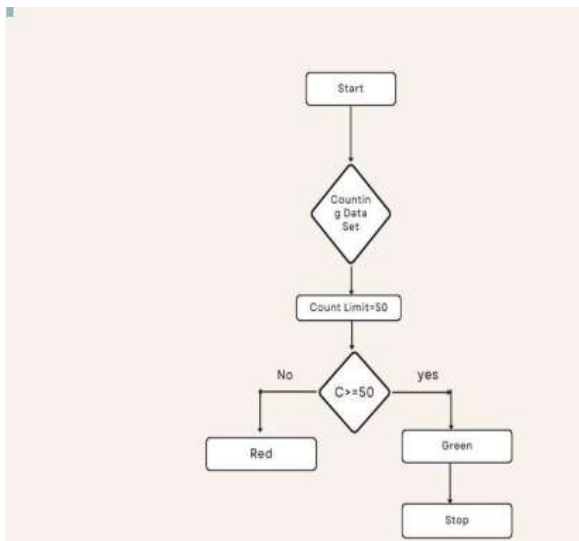 Start
Countin
g Data
Set
Count Limit=50
No
yes
C>=50
Red
Green
Stop